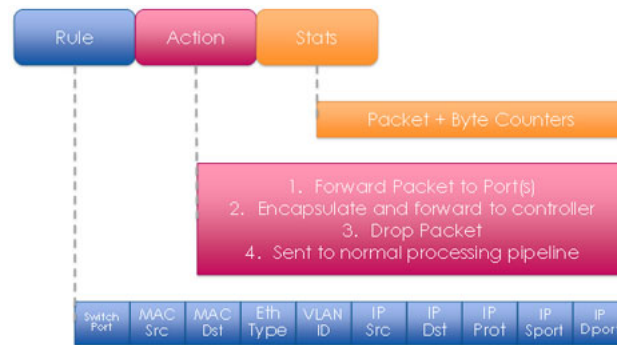 Rule
Action
Stats
Packet + Byte Counters
1. Forward Packet to Port(s)
2. Encapsulate and forward to controller
3. Drop Packet
4. Sent to normal processing pipeline
Switch Port
MAC Src
MAC Dst
Eth Type
VLAN ID
IP Src
IP Dst
IP Prot
IP Sport
IP Dport